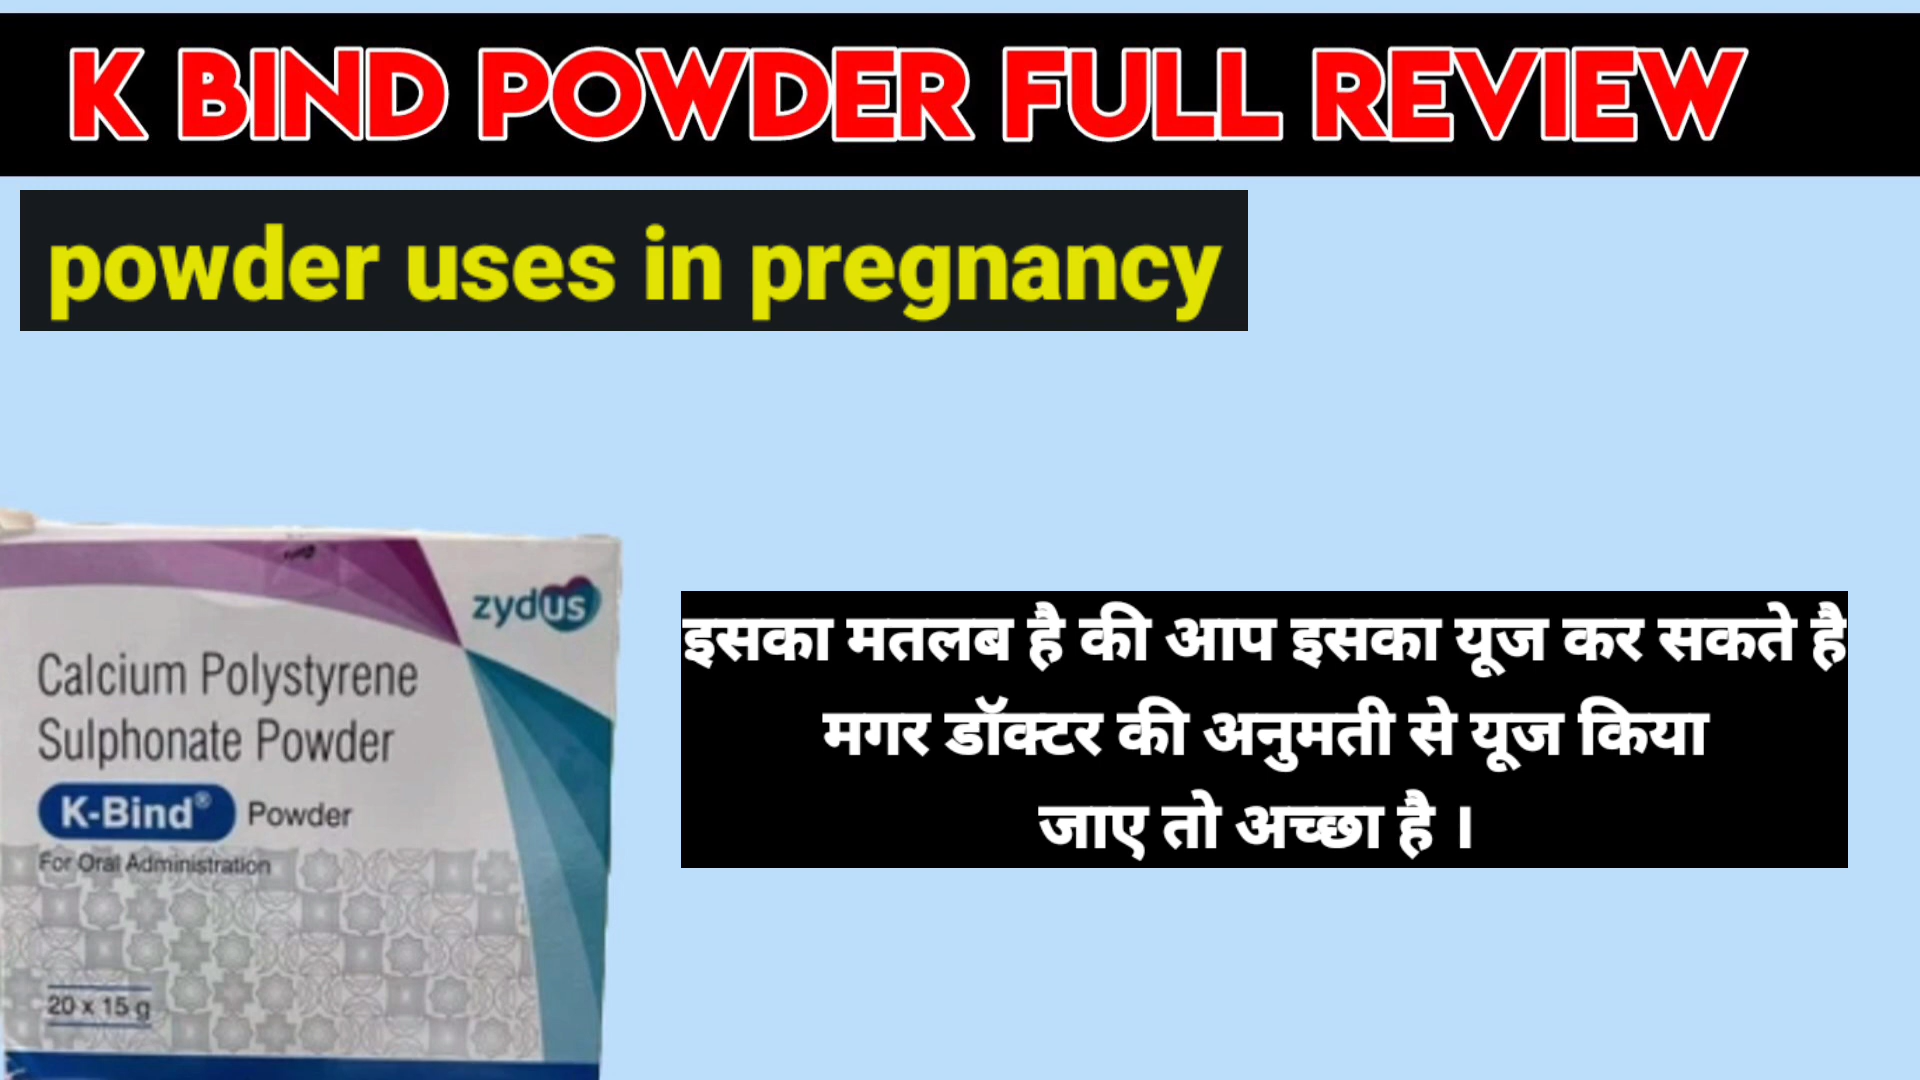 K BIND POWDER FULL REVIEW
powder uses in pregnancy
zydus
Calcium Polystyrene
Sulphonate Powder
K-Bind® Powder
For Oral Administration
20 x 15 g
इसका मतलब है की आप इसका यूज कर सकते है
मगर डॉक्टर की अनुमती से यूज किया
जाए तो अच्छा है ।